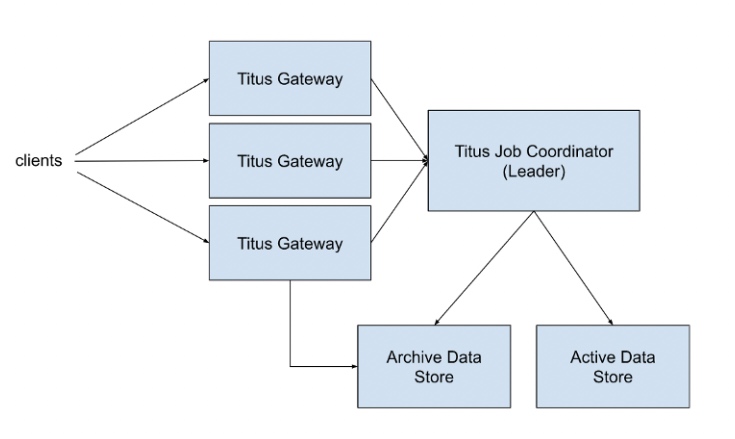 Titus Gateway
Titus Gateway
clients
Titus Job Coordinator
(Leader)
Titus Gateway
Archive Data
Store
Active Data
Store